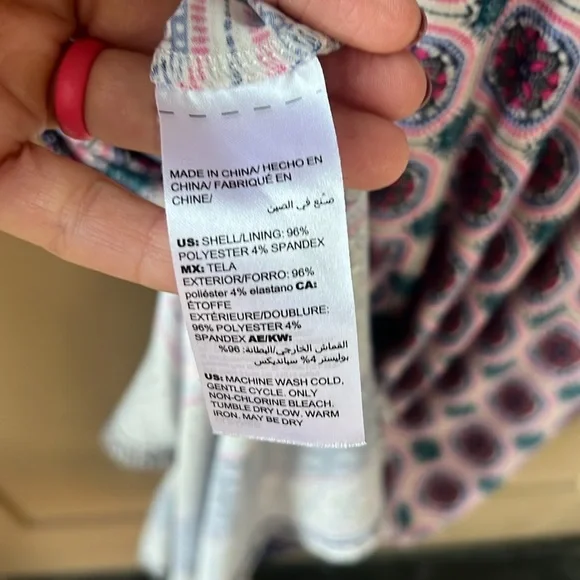 MADE IN CHINA/ HECHO EN
CHINA/ FABRIQUÉ EN
CHINE/
صنع في الصين
US: SHELL/LINING: 96%
POLYESTER 4% SPANDEX
MX: TELA
EXTERIOR/FORRO: 96%
poliéster 4% elastano CA:
ÉTOFFE
EXTÉRIEURE/DOUBLURE:
96% POLYESTER 4%
SPANDEX AE/KW:
القماش الخارجي/البطانة: 96%
بوليستر 4% سباندیکس
US: MACHINE WASH COLD,
GENTLE CYCLE, ONLY
NON-CHLORINE BLEACH,
TUMBLE DRY LOW, WARM
IRON, MAY BE DRY